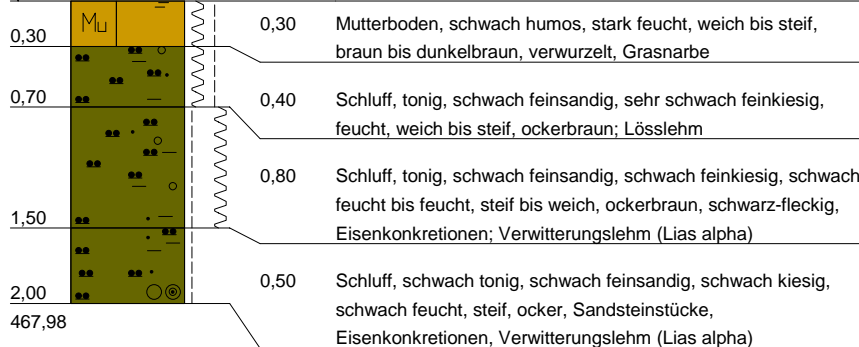 Mu
0,30
0,30
Mutterboden, schwach humos, stark feucht, weich bis steif,
braun bis dunkelbraun, verwurzelt, Grasnarbe
0,70
0,40
Schluff, tonig, schwach feinsandig, sehr schwach feinkiesig,
feucht, weich bis steif, ockerbraun; Lösslehm
1,50
0,80
Schluff, tonig, schwach feinsandig, schwach feinkiesig, schwach
feucht bis feucht, steif bis weich, ockerbraun, schwarz-fleckig,
Eisenkonkretionen; Verwitterungslehm (Lias alpha)
2,00
467,98
0,50
Schluff, schwach tonig, schwach feinsandig, schwach kiesig,
schwach feucht, steif, ocker, Sandsteinstücke,
Eisenkonkretionen, Verwitterungslehm (Lias alpha)